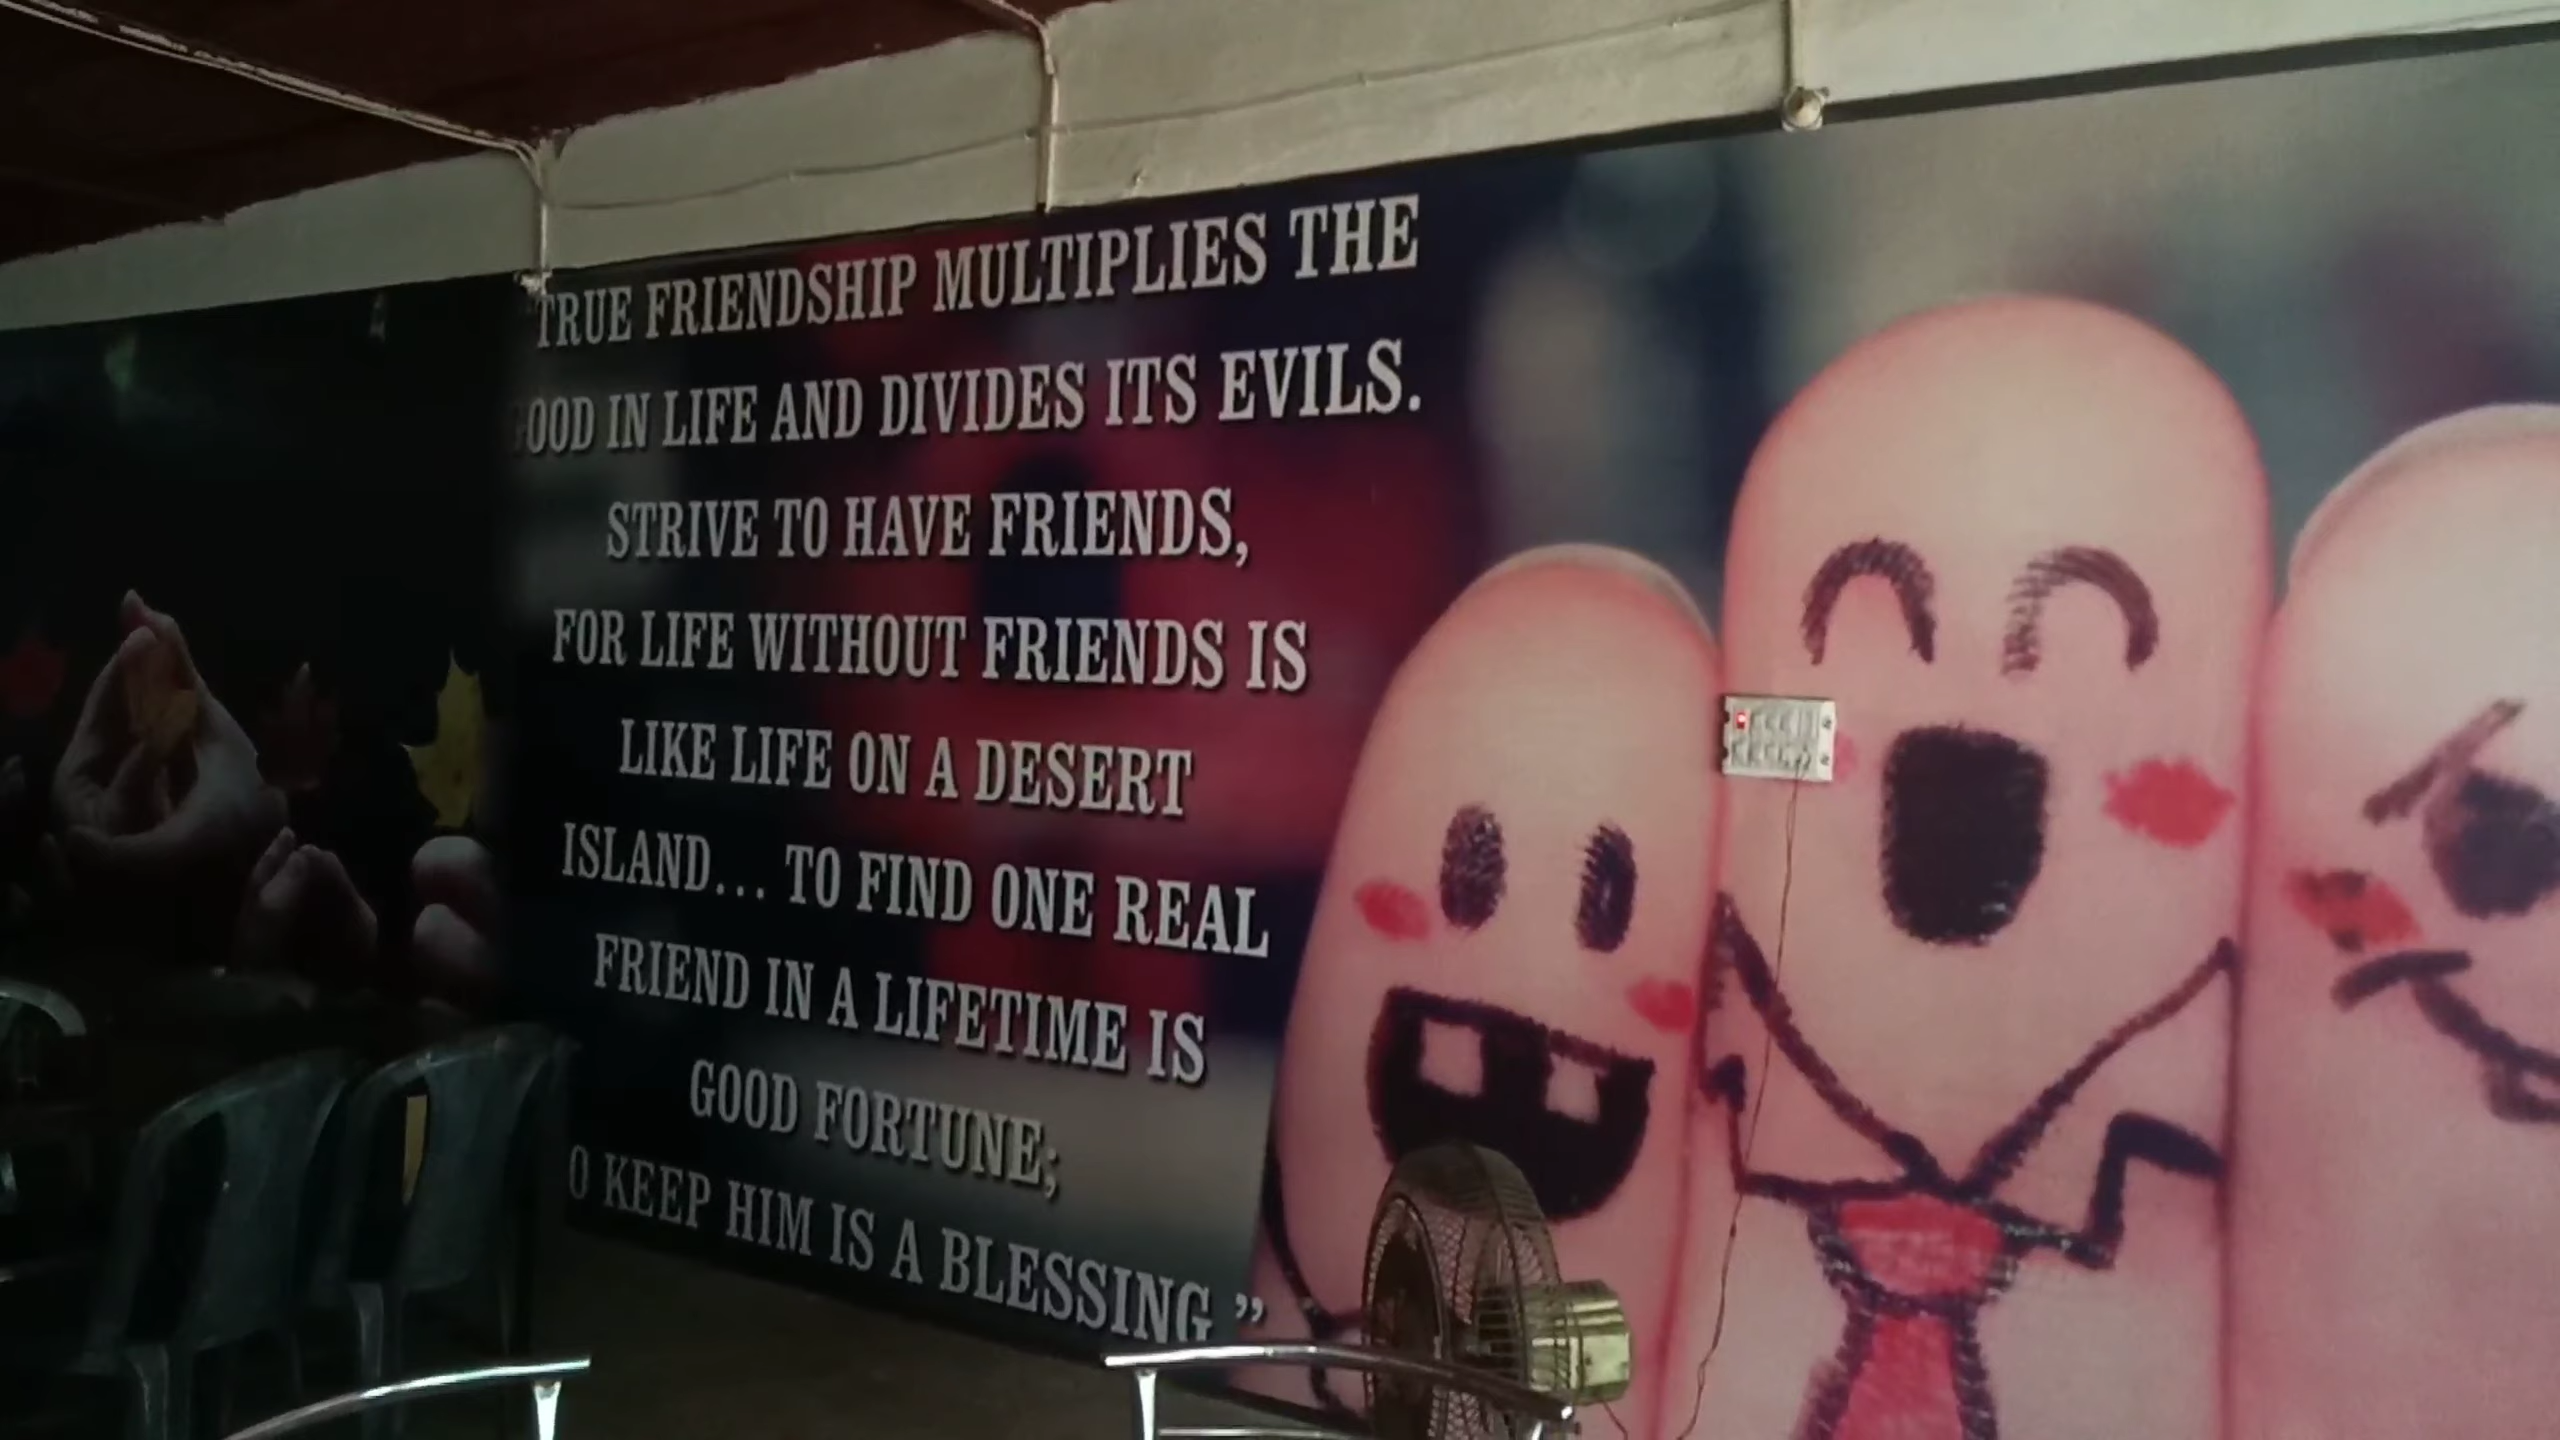 "TRUE FRIENDSHIP MULTIPLIES THE
GOOD IN LIFE AND DIVIDES ITS EVILS.
STRIVE TO HAVE FRIENDS,
FOR LIFE WITHOUT FRIENDS IS
LIKE LIFE ON A DESERT
ISLAND... TO FIND ONE REAL
FRIEND IN A LIFETIME IS
GOOD FORTUNE;
O KEEP HIM IS A BLESSING "